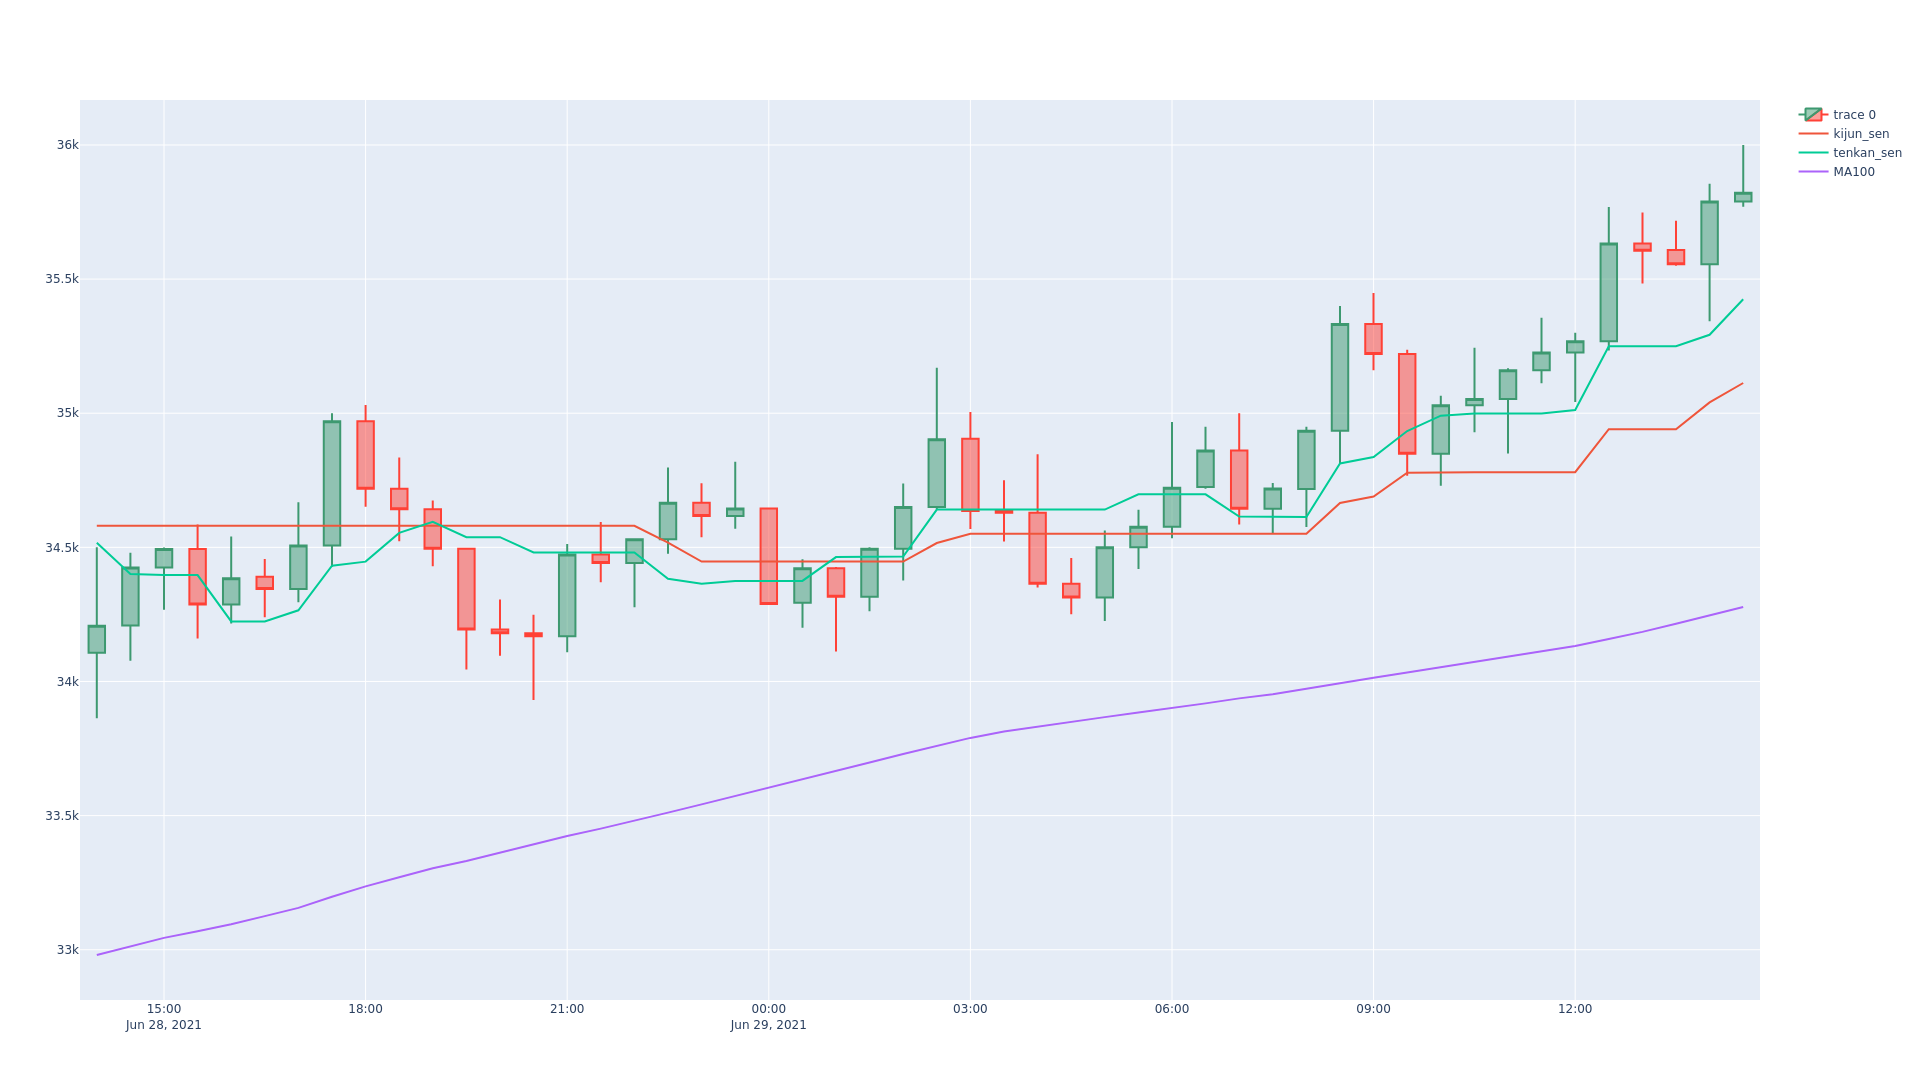 36k
35.5k
35k
34.5k
34k
33.5k
33k
15:00
Jun 28, 2021
18:00
21:00
00:00
Jun 29, 2021
03:00
06:00
09:00
12:00
trace 0
kijun_sen
tenkan_sen
MA100